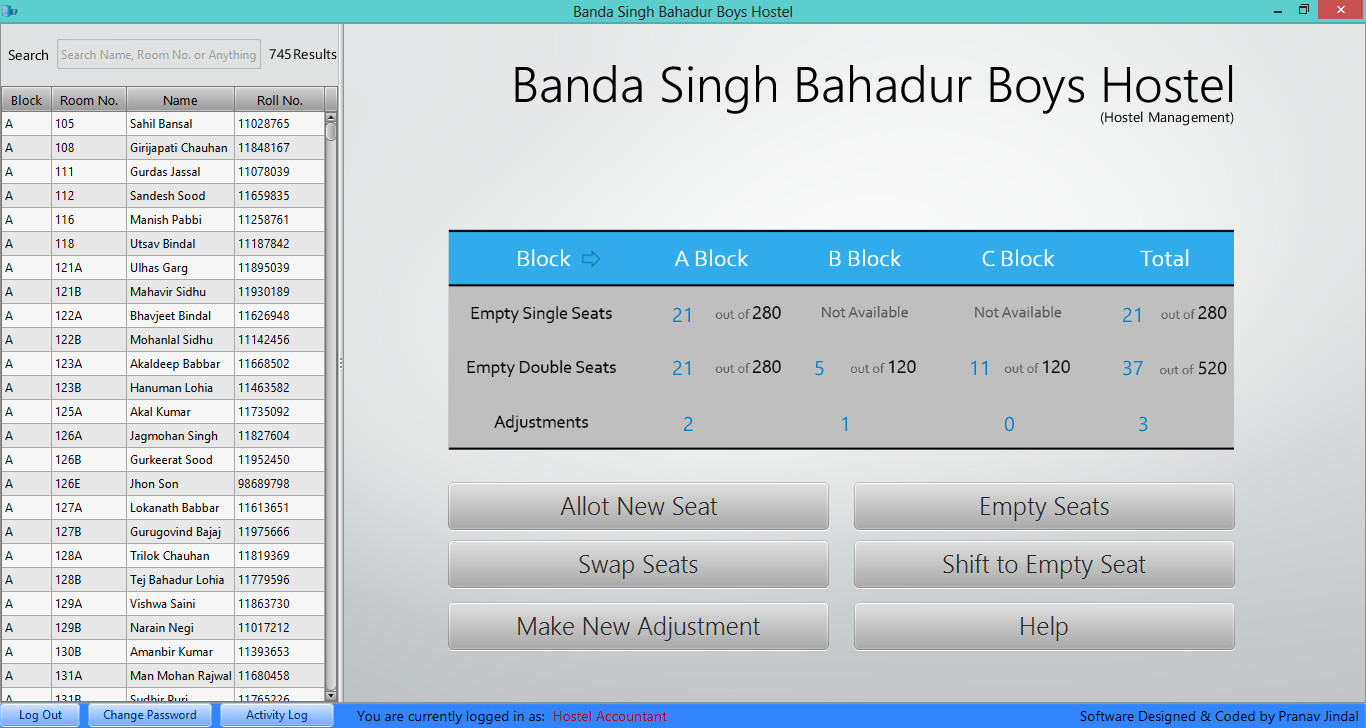 Banda Singh Bahadur Boys Hostel
Search Search Name, Room No. or Anything 745 Results
Block Room No. Name Roll No.
A 105 Sahil Bansal 11028765
A 108 Girijapati Chauhan 11848167
A 111 Gurdas Jassal 11078039
A 112 Sandesh Sood 11659835
A 116 Manish Pabbi 11258761
A 118 Utsav Bindal 11187842
A 121A Ulhas Garg 11895039
A 121B Mahavir Sidhu 11930189
A 122A Bhavjeet Bindal 11626948
A 122B Mohanlal Sidhu 11142456
A 123A Akaldeep Babbar 11668502
A 123B Hanuman Lohia 11463582
A 125A Akal Kumar 11735092
A 126A Jagmohan Singh 11827604
A 126B Gurkeerat Sood 11952450
A 126E Jhon Son 98689798
A 127A Lokanath Babbar 11613651
A 127B Gurugovind Bajaj 11975666
A 128A Trilok Chauhan 11819369
A 128B Tej Bahadur Lohia 11779596
A 129A Vishwa Saini 11863730
A 129B Narain Negi 11017212
A 130B Amanbir Kumar 11393653
A 131A Man Mohan Rajwal 11680458
A 131B Sudhir Puri 11765226
Banda Singh Bahadur Boys Hostel
(Hostel Management)
Block A Block B Block C Block Total
Empty Single Seats 21 out of 280 Not Available Not Available 21 out of 280
Empty Double Seats 21 out of 280 5 out of 120 11 out of 120 37 out of 520
Adjustments 2 1 0 3
Allot New Seat Empty Seats
Swap Seats Shift to Empty Seat
Make New Adjustment Help
Log Out Change Password Activity Log You are currently logged in as: Hostel Accountant Software Designed & Coded by Pranav Jindal